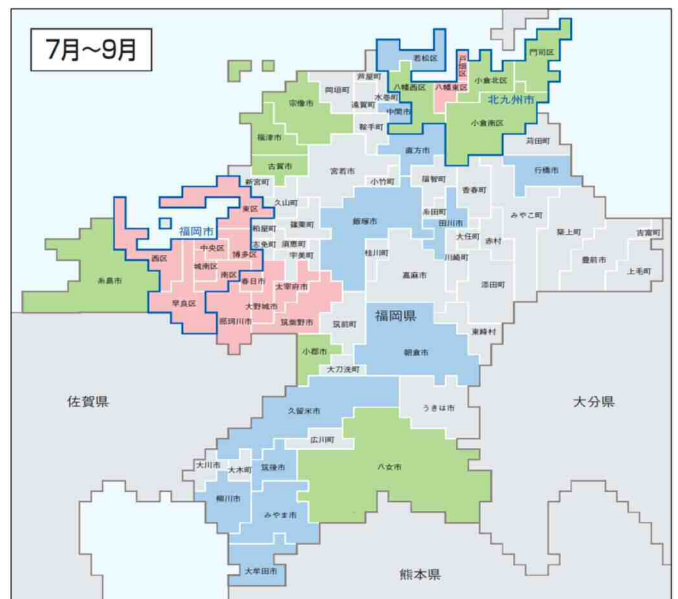 7月～9月
若松区
門司区
戸畑区
芦屋町
小倉北区
岡垣町
八幡西区
八幡東区
水巻町
北九州市
宗像市
遠賀町
中間市
小倉南区
鞍手町
福津市
直方市
苅田町
古賀市
宮若市
行橋市
小竹町
福智町
香春町
新宮町
久山町
糸田町
みやこ町
東区
飯塚市
田川市
吉富町
粕屋町
篠栗町
福岡市
大任町
赤村
築上町
志免町
須恵町
中央区
博多区
宇美町
桂川町
川崎町
豊前市
西区
城南区
嘉麻市
上毛町
糸島市
南区
春日市
太宰府市
添田町
早良区
大野城市
那珂川市
筑紫野市
筑前町
福岡県
東峰村
小郡市
朝倉市
大刀洗町
佐賀県
大分県
久留米市
うきは市
広川町
大川市
大木町
筑後市
八女市
柳川市
みやま市
大牟田市
熊本県